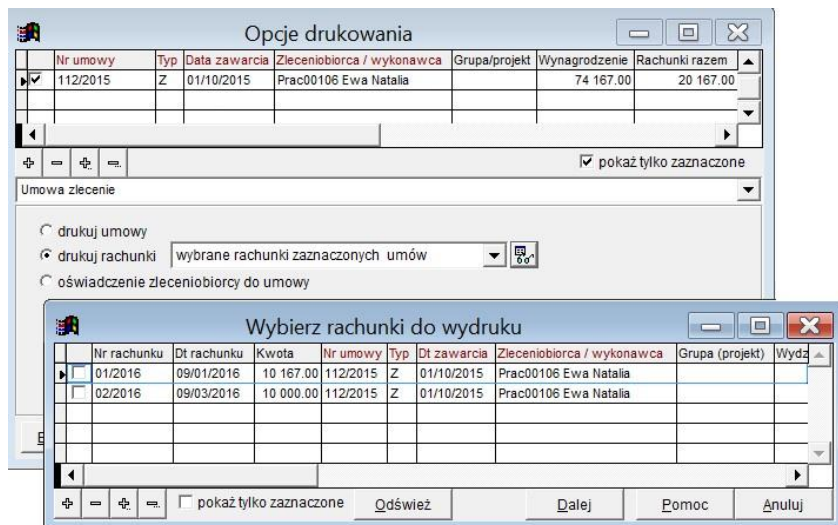 Opcje drukowania
Nr umowy Typ Data zawarcia Zleceniobiorca / wykonawca Grupa/projekt Wynagrodzenie Rachunki razem
112/2015 Z 01/10/2015 Prac00106 Ewa Natalia 74 167.00 20 167.00
pokaż tylko zaznaczone
Umowa zlecenie
drukuj umowy
drukuj rachunki wybrane rachunki zaznaczonych umów
oświadczenie zleceniobiorcy do umowy
Wybierz rachunki do wydruku
Nr rachunku Dt rachunku Kwota Nr umowy Typ Dt zawarcia Zleceniobiorca / wykonawca Grupa (projekt) Wydz
01/2016 09/01/2016 10 167.00 112/2015 Z 01/10/2015 Prac00106 Ewa Natalia
02/2016 09/03/2016 10 000.00 112/2015 Z 01/10/2015 Prac00106 Ewa Natalia
pokaż tylko zaznaczone Odśwież Dalej Pomoc Anuluj